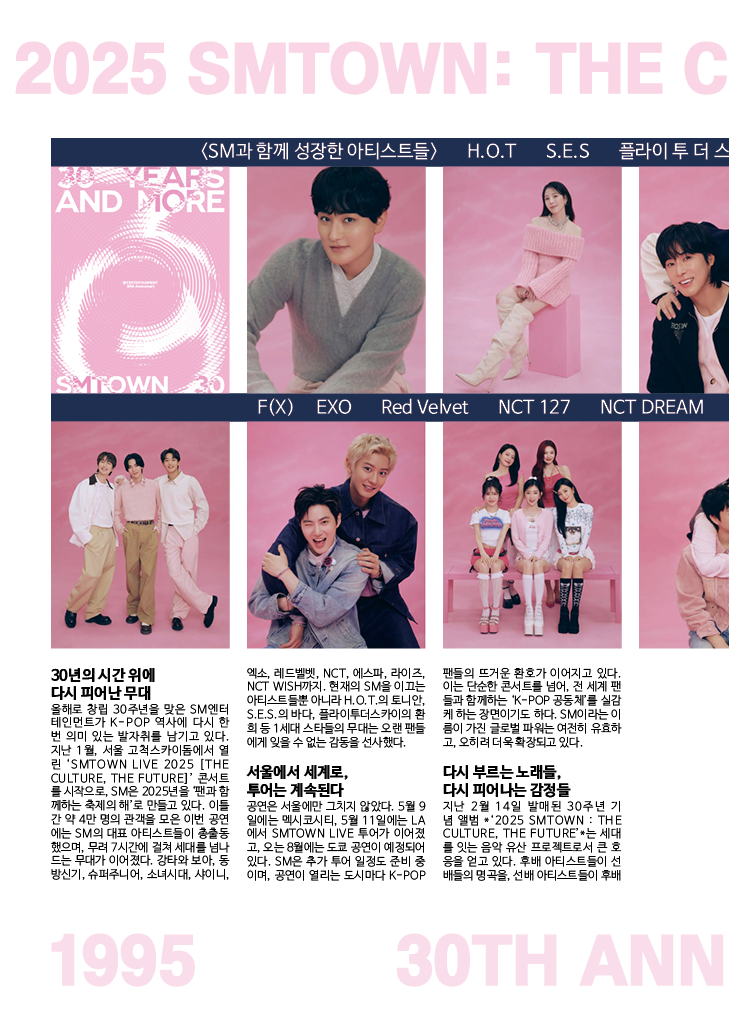 2025 SMTOWN: THE C
〈SM과 함께 성장한 아티스트들〉 H.O.T S.E.S 플라이 투 더 스
30 YEARS
AND MORE
SMTOWN 30
F(X) EXO Red Velvet NCT 127 NCT DREAM
30년의 시간 위에
다시 피어난 무대
올해로 창립 30주년을 맞은 SM엔터
테인먼트가 K-POP 역사에 다시 한
번 의미 있는 발자취를 남기고 있다.
지난 1월, 서울 고척스카이돔에서 열
린 ‘SMTOWN LIVE 2025 [THE
CULTURE, THE FUTURE]’ 콘서트
를 시작으로, SM은 2025년을 ‘팬과 함
께하는 축제의 해’로 만들고 있다. 이틀
간 약 4만 명의 관객을 모은 이번 공연
에는 SM의 대표 아티스트들이 총출동
했으며, 무려 7시간에 걸쳐 세대를 넘나
드는 무대가 이어졌다. 강타와 보아, 동
방신기, 슈퍼주니어, 소녀시대, 샤이니,
엑소, 레드벨벳, NCT, 에스파, 라이즈,
NCT WISH까지. 현재의 SM을 이끄는
아티스트들뿐 아니라 H.O.T.의 토니안,
S.E.S.의 바다, 플라이투더스카이의 환
희 등 1세대 스타들의 무대는 오랜 팬들
에게 잊을 수 없는 감동을 선사했다.
서울에서 세계로,
투어는 계속된다
공연은 서울에만 그치지 않았다. 5월 9
일에는 멕시코시티, 5월 11일에는 LA
에서 SMTOWN LIVE 투어가 이어졌
고, 오는 8월에는 도쿄 공연이 예정되어
있다. SM은 추가 투어 일정도 준비 중
이며, 공연이 열리는 도시마다 K-POP
팬들의 뜨거운 환호가 이어지고 있다.
이는 단순한 콘서트를 넘어, 전 세계 팬
들과 함께하는 ‘K-POP 공동체’를 실감
케 하는 장면이기도 하다. SM이라는 이
름이 가진 글로벌 파워는 여전히 유효하
고, 오히려 더욱 확장되고 있다.
다시 부르는 노래들,
다시 피어나는 감정들
지난 2월 14일 발매된 30주년 기
념 앨범 *‘2025 SMTOWN : THE
CULTURE, THE FUTURE’*는 세대
를 잇는 음악 유산 프로젝트로서 큰 호
응을 얻고 있다. 후배 아티스트들이 선
배들의 명곡을, 선배 아티스트들이 후배
1995 30TH ANN